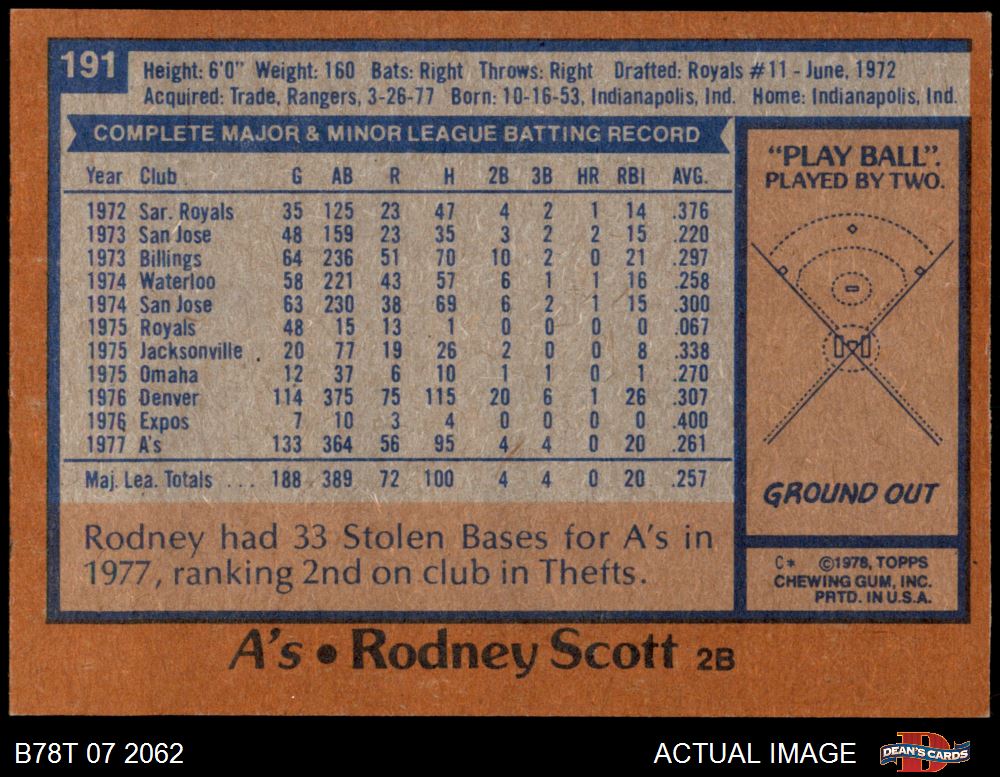 191
Height: 6'0" Weight: 160 Bats: Right Throws: Right Drafted: Royals #11 - June, 1972
Acquired: Trade, Rangers, 3-26-77 Born: 10-16-53, Indianapolis, Ind. Home: Indianapolis, Ind.
COMPLETE MAJOR & MINOR LEAGUE BATTING RECORD
Year Club G AB R H 2B 3B HR RBI AVG.
1972 Sar. Royals 35 125 23 47 4 2 1 14 .376
1973 San Jose 48 159 23 35 3 2 2 15 .220
1973 Billings 64 236 51 70 10 2 0 21 .297
1974 Waterloo 58 221 43 57 6 1 1 16 .258
1974 San Jose 63 230 38 69 6 2 1 15 .300
1975 Royals 48 15 13 1 0 0 0 0 .067
1975 Jacksonville 20 77 19 26 2 0 0 8 .338
1975 Omaha 12 37 6 10 1 1 0 1 .270
1976 Denver 114 375 75 115 20 6 1 26 .307
1976 Expos 7 10 3 4 0 0 0 0 .400
1977 A's 133 364 56 95 4 4 0 20 .261
Maj. Lea. Totals ... 188 389 72 100 4 4 0 20 .257
Rodney had 33 Stolen Bases for A's in
1977, ranking 2nd on club in Thefts.
"PLAY BALL".
PLAYED BY TWO.
GROUND OUT
C* ©1978, TOPPS
CHEWING GUM, INC.
PRTD. IN U.S.A.
A's • Rodney Scott 2B
B78T 07 2062
ACTUAL IMAGE
DEAN'S CARDS